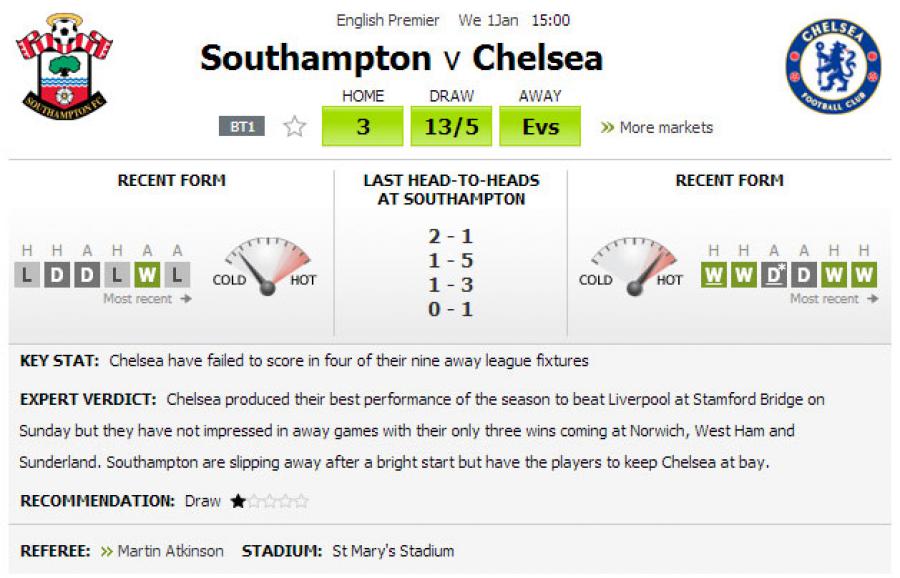 English Premier We 1Jan 15:00
Southampton v Chelsea
HOME DRAW AWAY
BT1 3 13/5 Evs » More markets
SOUTHAMPTON FC
CHELSEA
FOOTBALL CLUB
RECENT FORM
H H A H A A
L D D L W L
Most recent →
COLD HOT
LAST HEAD-TO-HEADS
AT SOUTHAMPTON
2 - 1
1 - 5
1 - 3
0 - 1
RECENT FORM
COLD HOT
H H A A H H
W W D* D W W
Most recent →
KEY STAT: Chelsea have failed to score in four of their nine away league fixtures
EXPERT VERDICT: Chelsea produced their best performance of the season to beat Liverpool at Stamford Bridge on
Sunday but they have not impressed in away games with their only three wins coming at Norwich, West Ham and
Sunderland. Southampton are slipping away after a bright start but have the players to keep Chelsea at bay.
RECOMMENDATION: Draw ★☆☆☆☆
REFEREE: » Martin Atkinson STADIUM: St Mary's Stadium